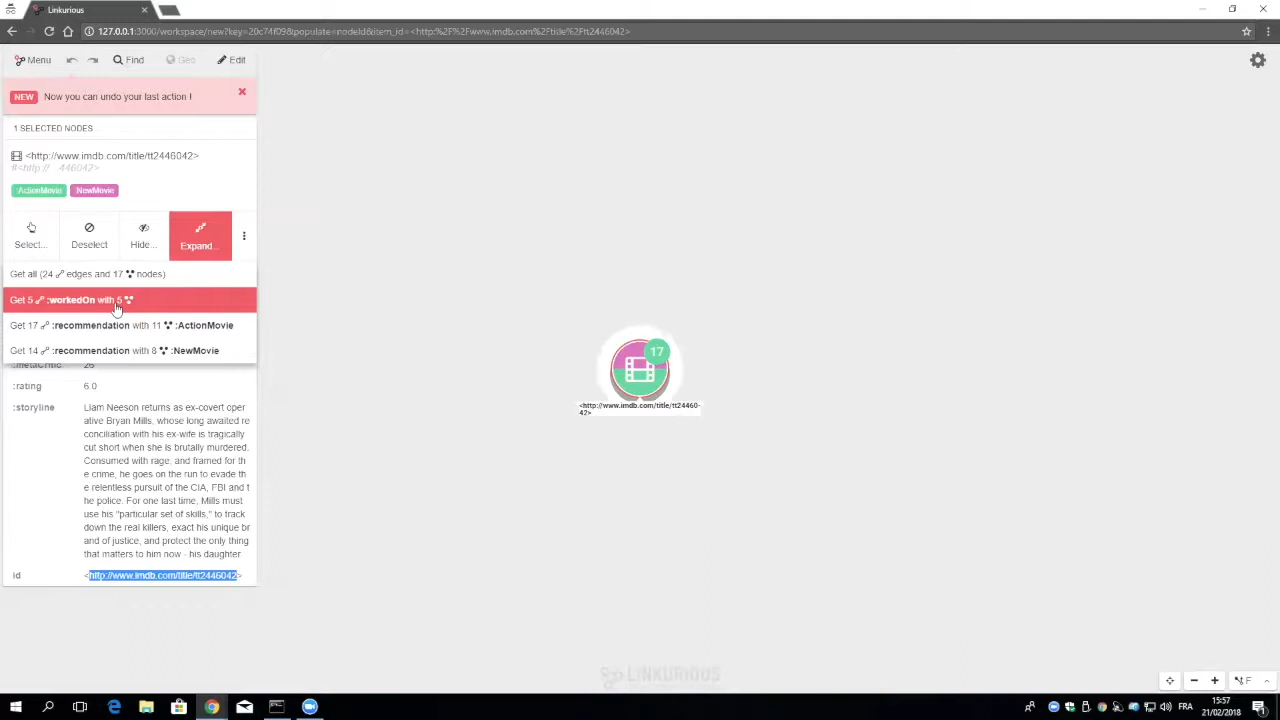 Linkurious
127.0.0.1:3000/workspace/new?key=20c74f09&populate=nodeId&item_id=<http:%2F%2Fwww.imdb.com%2Ftitle%2Ftt2446042>
Menu Find Geo Edit
NEW Now you can undo your last action !
1 SELECTED NODES...
<http://www.imdb.com/title/tt2446042>
#<http:// 446042>
:ActionMovie :NewMovie
Select... Deselect Hide... Expand...
Get all (24 edges and 17 nodes)
Get 5 :workedOn with 5
Get 17 :recommendation with 11 :ActionMovie
Get 14 :recommendation with 8 :NewMovie
:metaCritic 26
:rating 6.0
:storyline Liam Neeson returns as ex-covert oper
ative Bryan Mills, whose long awaited re
conciliation with his ex-wife is tragically
cut short when she is brutally murdered.
Consumed with rage, and framed for th
e crime, he goes on the run to evade th
e relentless pursuit of the CIA, FBI and t
he police. For one last time, Mills must
use his "particular set of skills," to track
down the real killers, exact his unique br
and of justice, and protect the only thing
that matters to him now - his daughter.
id <http://www.imdb.com/title/tt2446042>
17
<http://www.imdb.com/title/tt24460-
42>
LINKURIOUS
F
FRA
15:57
21/02/2018
1